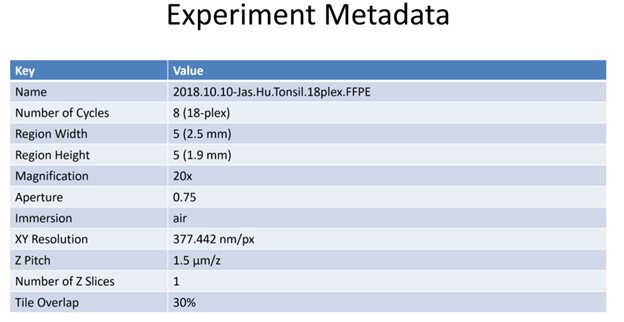 Experiment Metadata
Key Value
Name 2018.10.10-Jas.Hu.Tonsil.18plex.FFPE
Number of Cycles 8 (18-plex)
Region Width 5 (2.5 mm)
Region Height 5 (1.9 mm)
Magnification 20x
Aperture 0.75
Immersion air
XY Resolution 377.442 nm/px
Z Pitch 1.5 µm/z
Number of Z Slices 1
Tile Overlap 30%